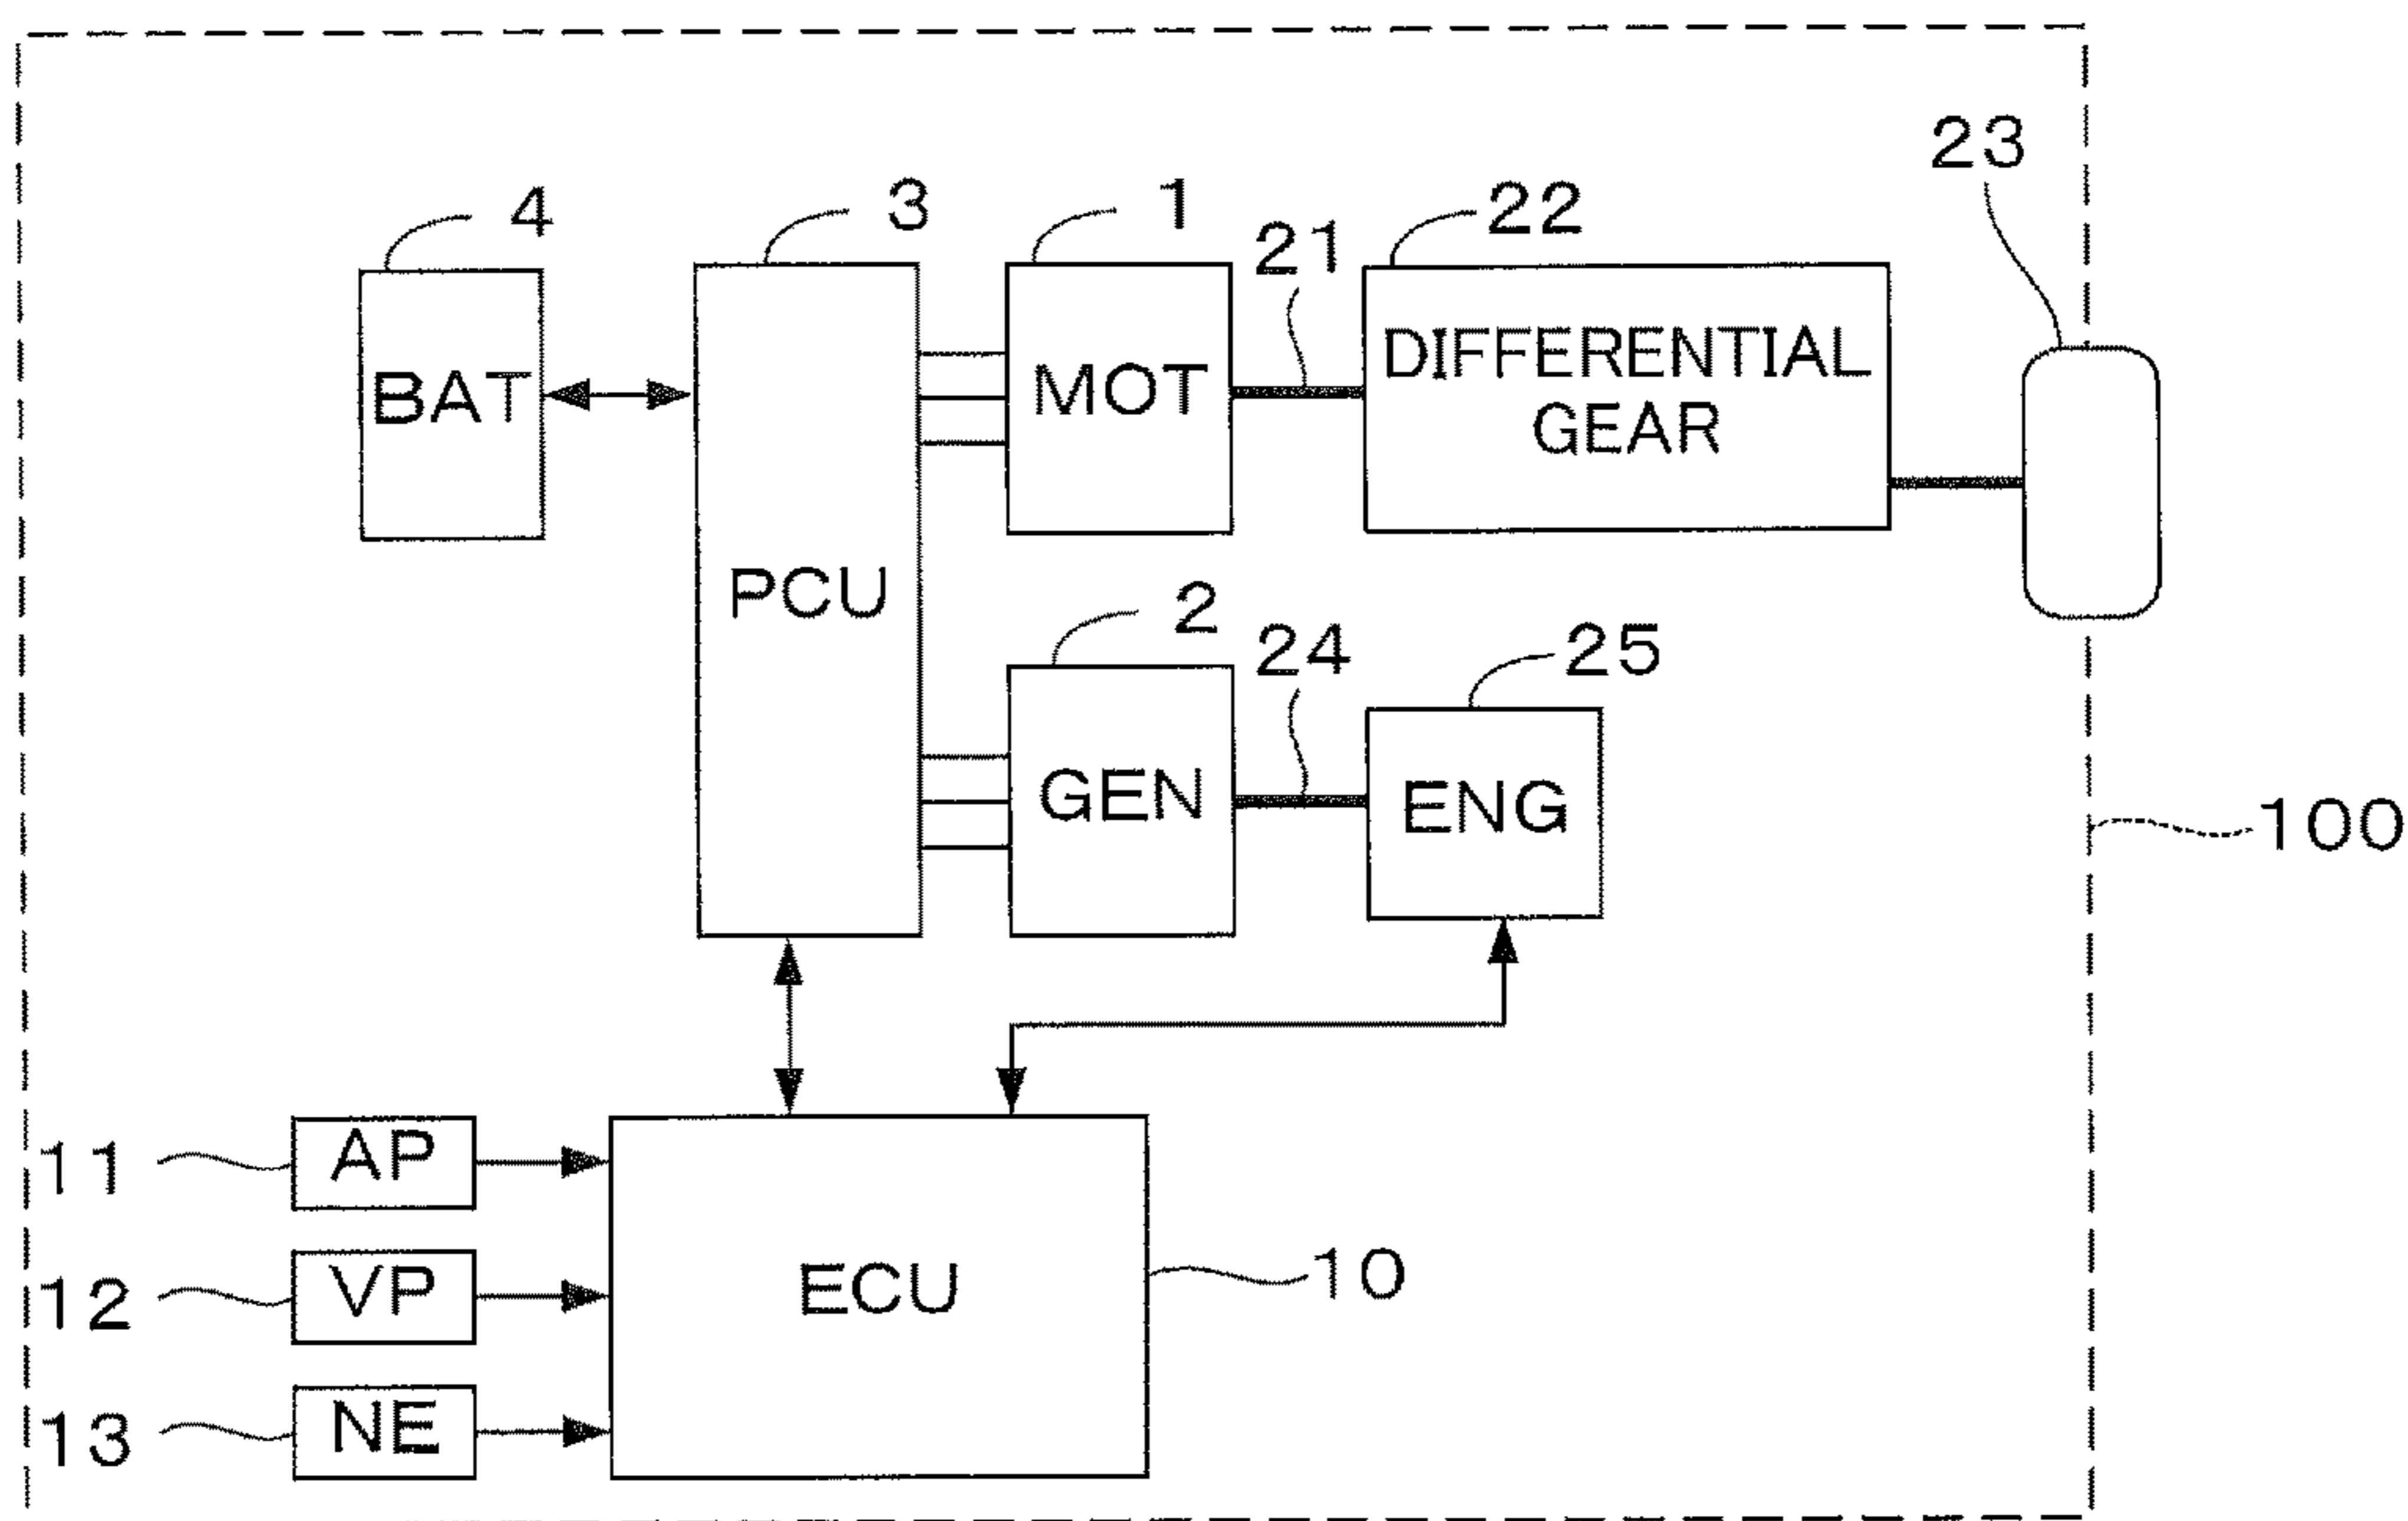 23
4
3
1
21
22
BAT
MOT
DIFFERENTIAL
GEAR
PCU
2
24
25
GEN
ENG
100
11
AP
12
VP
ECU
10
13
NE